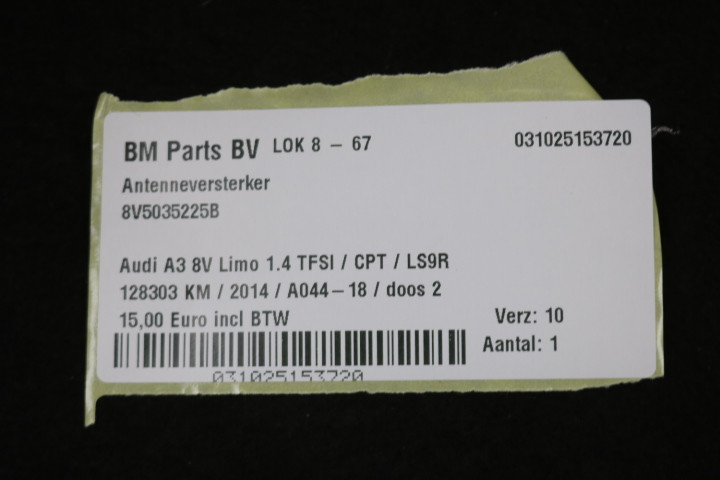 BM Parts BV LOK 8 – 67 031025153720
Antenneversterker
8V5035225B
Audi A3 8V Limo 1.4 TFSI / CPT / LS9R
128303 KM / 2014 / A044-18 / doos 2
15,00 Euro incl BTW Verz: 10
Aantal: 1
031025153720